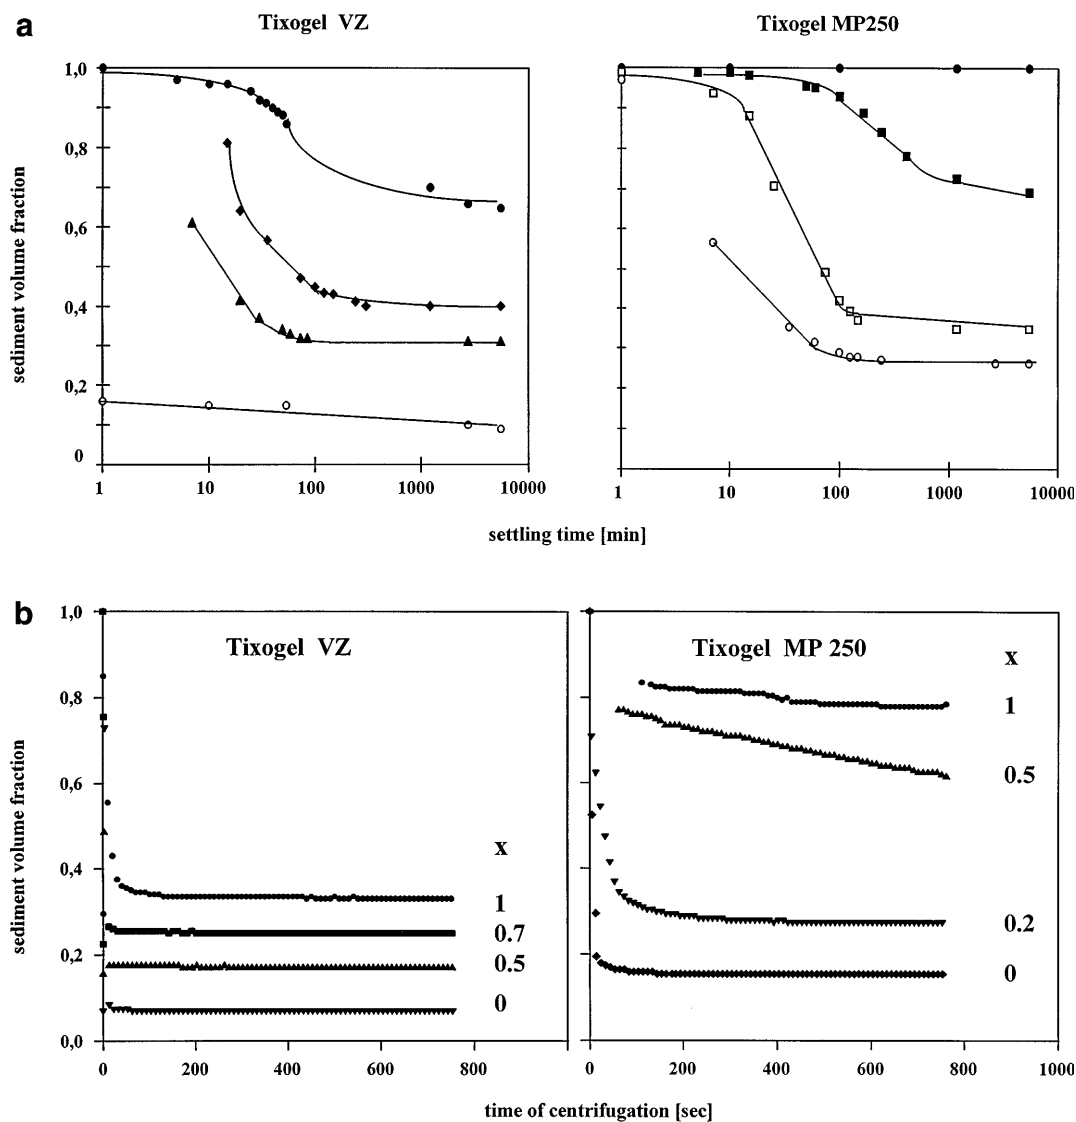 a
Tixogel VZ
Tixogel MP250
1,0
0,8
0,6
0,4
0,2
0
sediment volume fraction
1 10 100 1000 10000
1 10 100 1000 10000
settling time [min]
b
Tixogel VZ
Tixogel MP 250
1,0
0,8
0,6
0,4
0,2
0,0
sediment volume fraction
x
1
0.7
0.5
0
x
1
0.5
0.2
0
0 200 400 600 800
0 200 400 600 800 1000
time of centrifugation [sec]